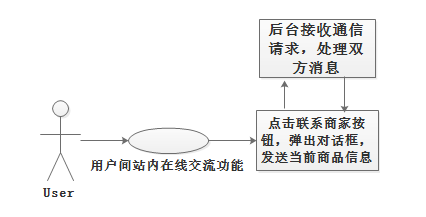 后台接收通信
请求，处理双
方消息
点击联系商家按
钮，弹出对话框，
发送当前商品信息
用户间站内在线交流功能
User